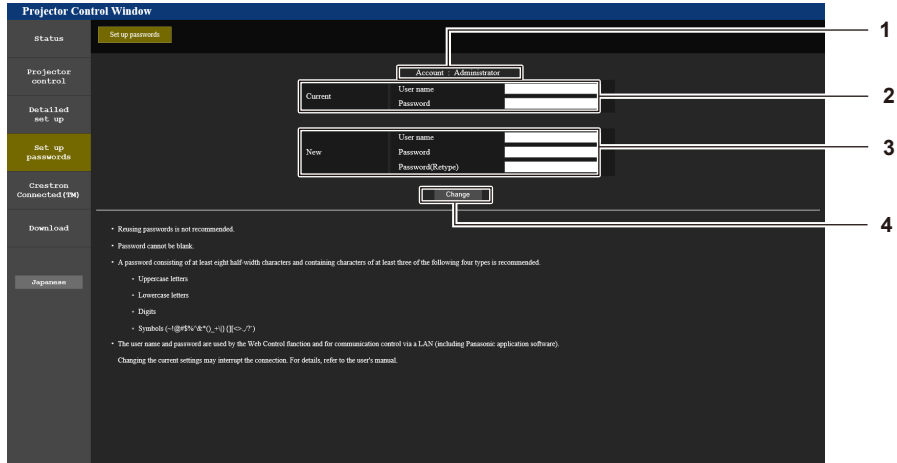 Projector Control Window
Status
Set up passwords
1
Projector
control
Account : Administrator
Current
User name
Password
2
Detailed
set up
Set up
passwords
New
User name
Password
Password(Retype)
3
Crestron
Connected(TM)
Change
4
Download
Japanese
• Reusing passwords is not recommended.
• Password cannot be blank.
• A password consisting of at least eight half-width characters and containing characters of at least three of the following four types is recommended.
• Uppercase letters
• Lowercase letters
• Digits
• Symbols (~!@#$%^&*()_+\|}{][<>.,/?`)
• The user name and password are used by the Web Control function and for communication control via a LAN (including Panasonic application software).
Changing the current settings may interrupt the connection. For details, refer to the user's manual.